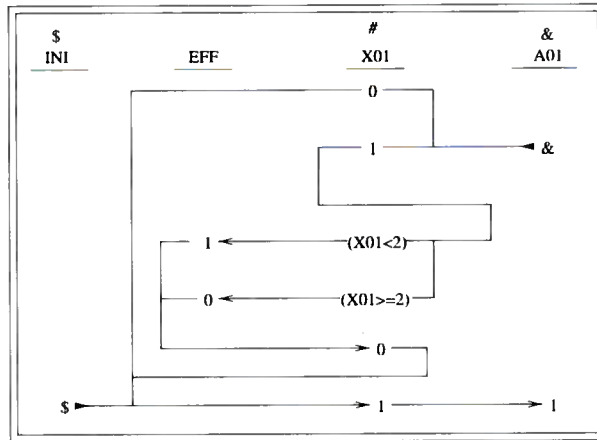 $ # &
INI EFF X01 A01
0
1 &
1 (X01<2)
0 (X01>=2)
0
$ 1 1